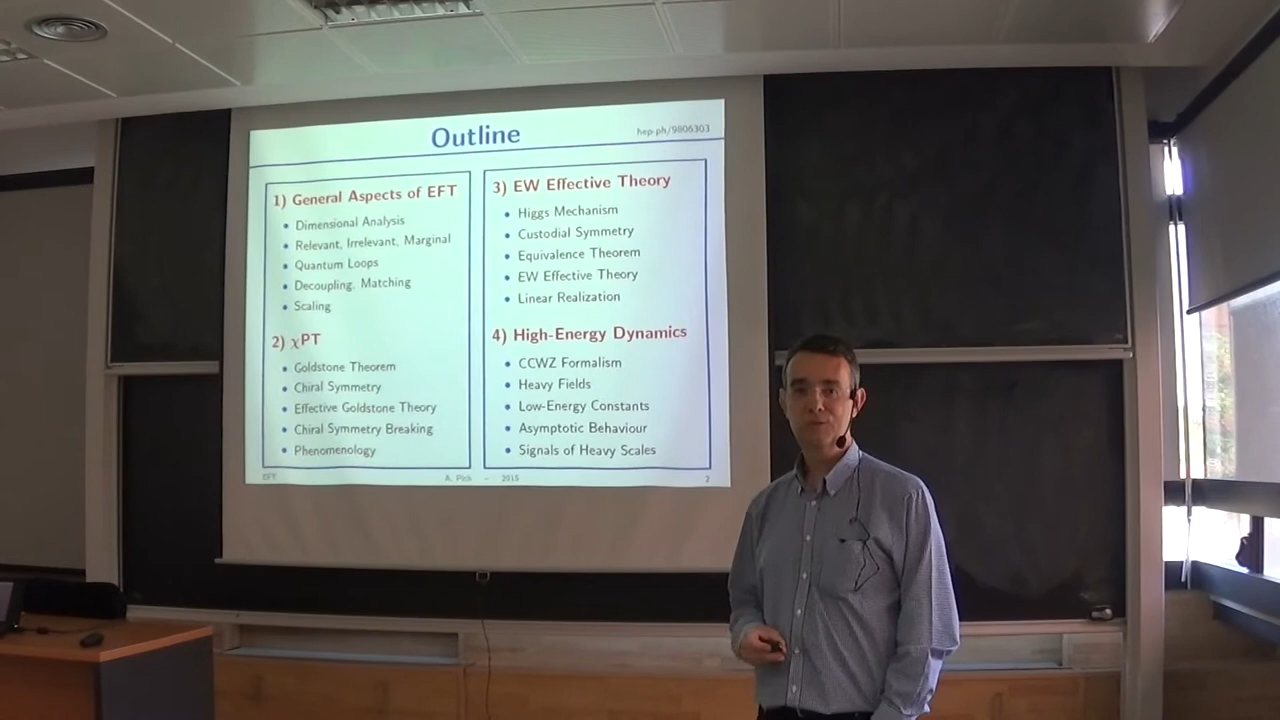 Outline
hep-ph/9806303
1) General Aspects of EFT
• Dimensional Analysis
• Relevant, Irrelevant, Marginal
• Quantum Loops
• Decoupling. Matching
• Scaling
2) χPT
• Goldstone Theorem
• Chiral Symmetry
• Effective Goldstone Theory
• Chiral Symmetry Breaking
• Phenomenology
3) EW Effective Theory
• Higgs Mechanism
• Custodial Symmetry
• Equivalence Theorem
• EW Effective Theory
• Linear Realization
4) High-Energy Dynamics
• CCWZ Formalism
• Heavy Fields
• Low-Energy Constants
• Asymptotic Behaviour
• Signals of Heavy Scales
EFT
A. Pich – 2015
2